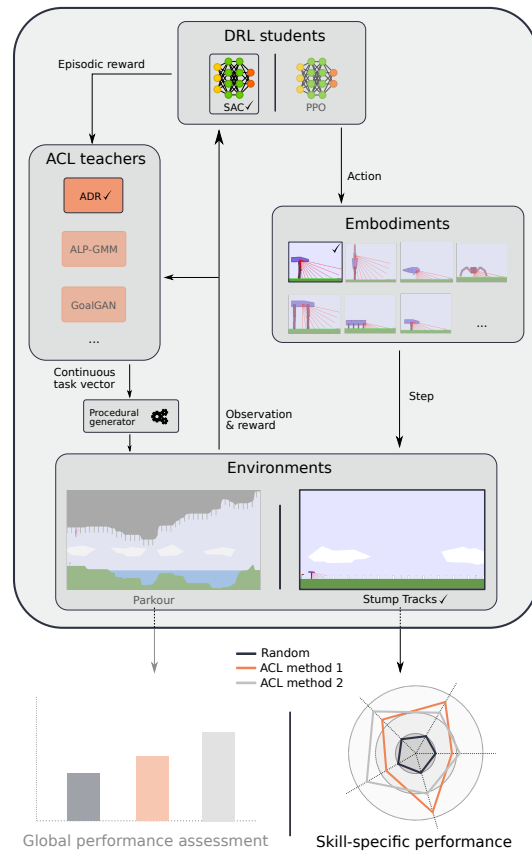 DRL students
SAC ✓
PPO
Episodic reward
ACL teachers
ADR ✓
ALP-GMM
GoalGAN
...
Action
Embodiments
✓
...
Continuous
task vector
Procedural
generator
Observation
& reward
Step
Environments
Parkour
Stump Tracks ✓
Random
ACL method 1
ACL method 2
Global performance assessment
Skill-specific performance